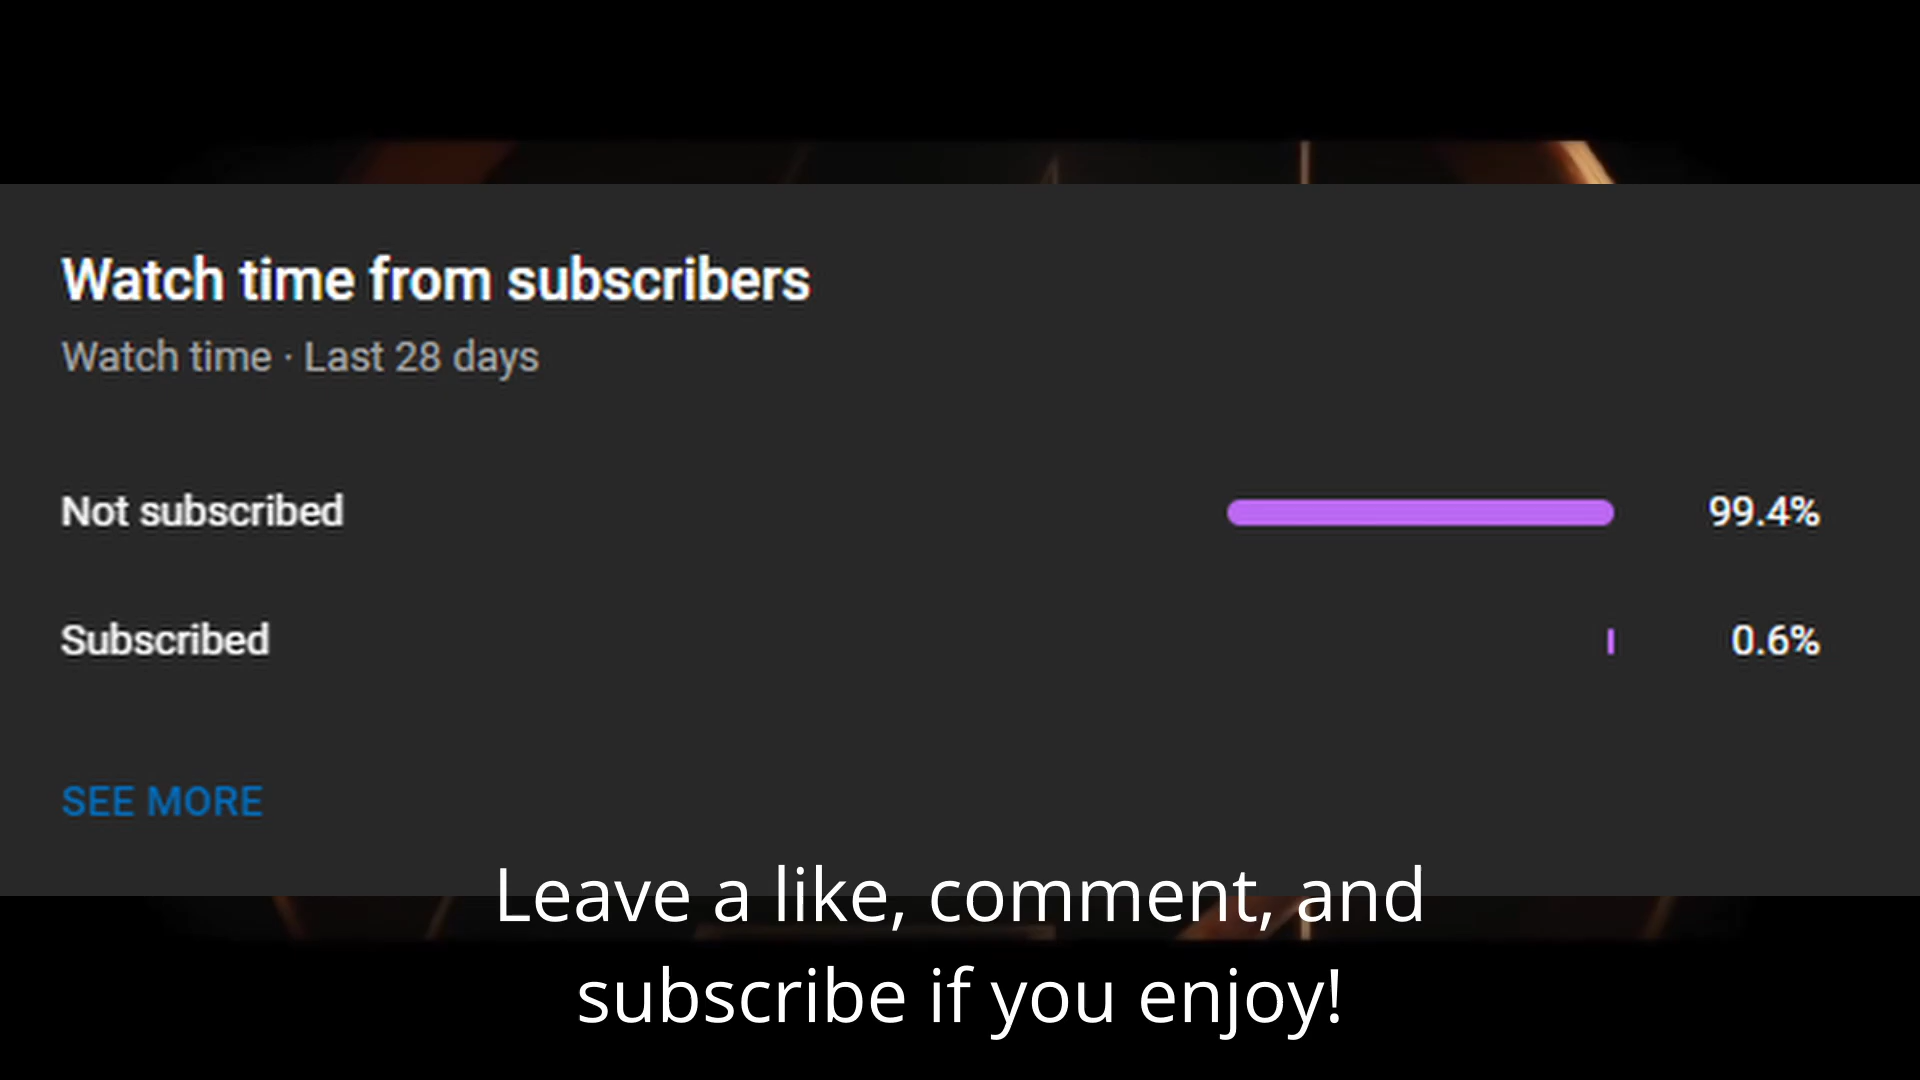 Watch time from subscribers
Watch time · Last 28 days
Not subscribed 99.4%
Subscribed 0.6%
SEE MORE
Leave a like, comment, and
subscribe if you enjoy!